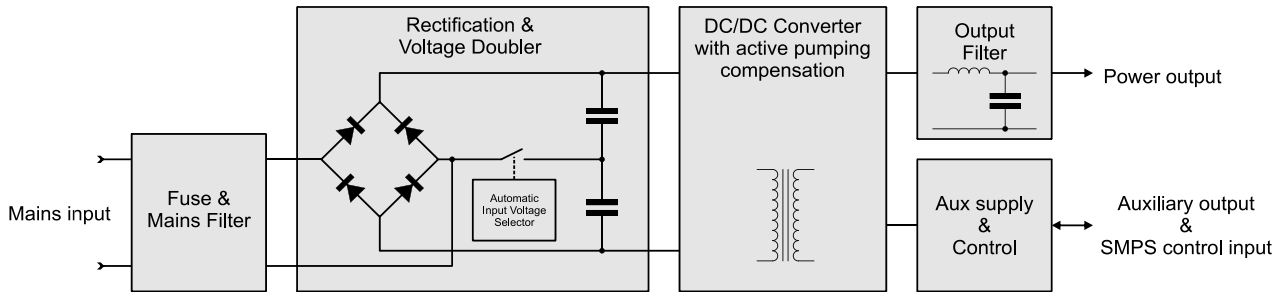 Mains input
Fuse &
Mains Filter
Rectification &
Voltage Doubler
Automatic
Input Voltage
Selector
DC/DC Converter
with active pumping
compensation
Output
Filter
Power output
Aux supply
&
Control
Auxiliary output
&
SMPS control input